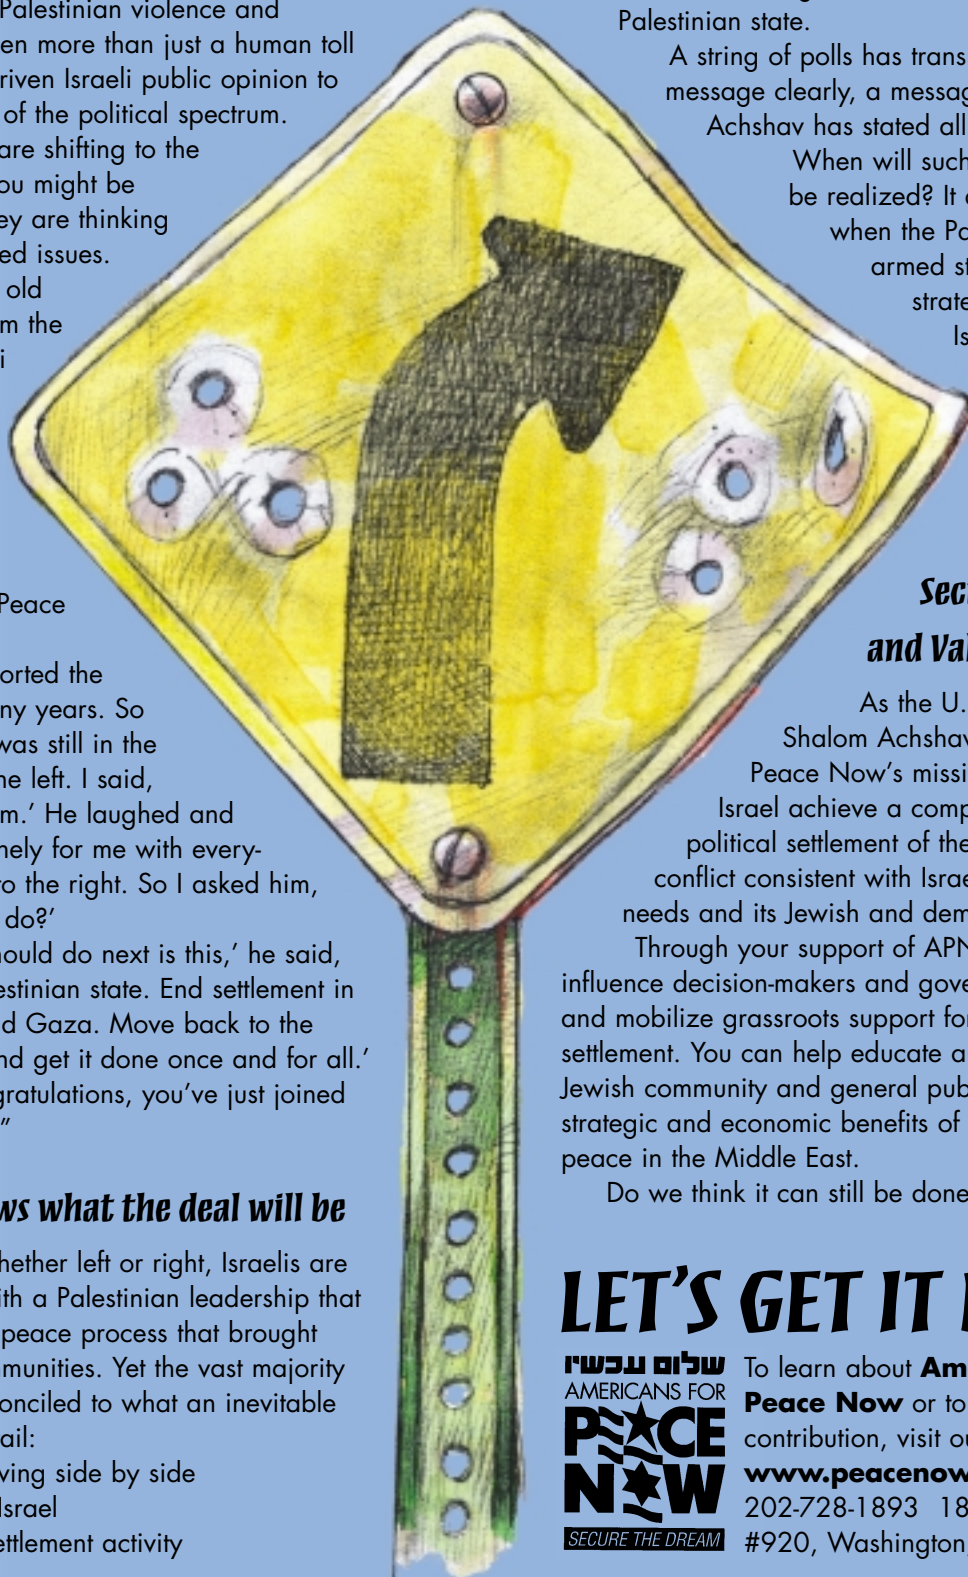 Palestinian violence and
en more than just a human toll
riven Israeli public opinion to
of the political spectrum.
are shifting to the
ou might be
ey are thinking
ed issues.
old
m the
i
Peace
orted the
ny years. So
was still in the
ne left. I said,
m.’ He laughed and
nely for me with every-
to the right. So I asked him,
do?’
hould do next is this,’ he said,
estinian state. End settlement in
d Gaza. Move back to the
nd get it done once and for all.’
gratulations, you’ve just joined
”
ws what the deal will be
hether left or right, Israelis are
ith a Palestinian leadership that
peace process that brought
mmunities. Yet the vast majority
conciled to what an inevitable
ail:
ving side by side
Israel
ettlement activity
Palestinian state.
A string of polls has trans
message clearly, a messag
Achshav has stated all
When will such
be realized? It
when the Pa
armed st
strate
Is
Sec
and Val
As the U.
Shalom Achshav
Peace Now’s missi
Israel achieve a comp
political settlement of the
conflict consistent with Israe
needs and its Jewish and dem
Through your support of APN
influence decision-makers and gove
and mobilize grassroots support for
settlement. You can help educate a
Jewish community and general pub
strategic and economic benefits of
peace in the Middle East.
Do we think it can still be done
LET’S GET IT
שלום עכשיו
AMERICANS FOR
PEACE
NOW
SECURE THE DREAM
To learn about Am
Peace Now or to
contribution, visit ou
www.peacenow
202-728-1893 18
#920, Washington,